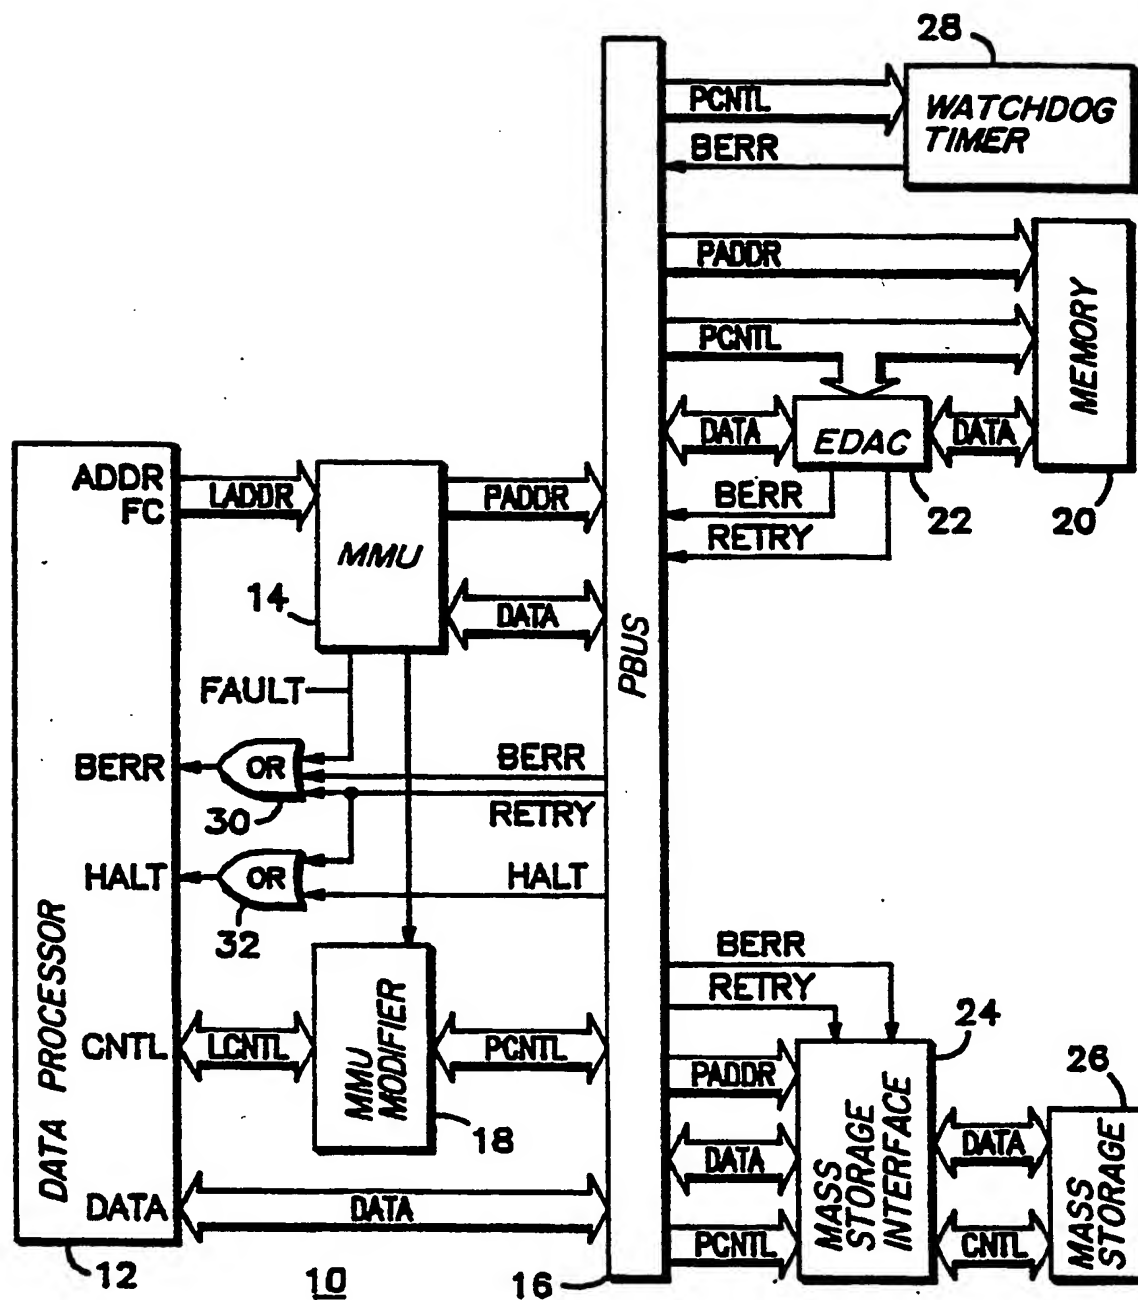 28
PCNTL
WATCHDOG
TIMER
BERR
PADDR
PCNTL
MEMORY
DATA
EDAC
DATA
BERR
22
20
RETRY
ADDR
FC
LADDR
PADDR
MMU
14
DATA
PBUS
FAULT
BERR
OR
BERR
30
RETRY
HALT
OR
HALT
32
DATA PROCESSOR
CNTL
LCNTL
MMU
MODIFIER
PCNTL
18
BERR
RETRY
24
PADDR
26
DATA
MASS
STORAGE
INTERFACE
DATA
MASS
STORAGE
PCNTL
CNTL
DATA
DATA
12
10
16